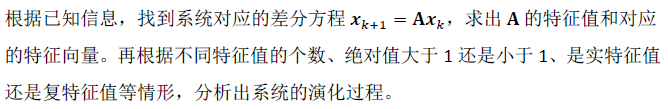 根据已知信息，找到系统对应的差分方程 𝒙ₖ₊₁ = 𝐀𝒙ₖ，求出 𝐀 的特征值和对应
的特征向量。再根据不同特征值的个数、绝对值大于 1 还是小于 1、是实特征值
还是复特征值等情形，分析出系统的演化过程。